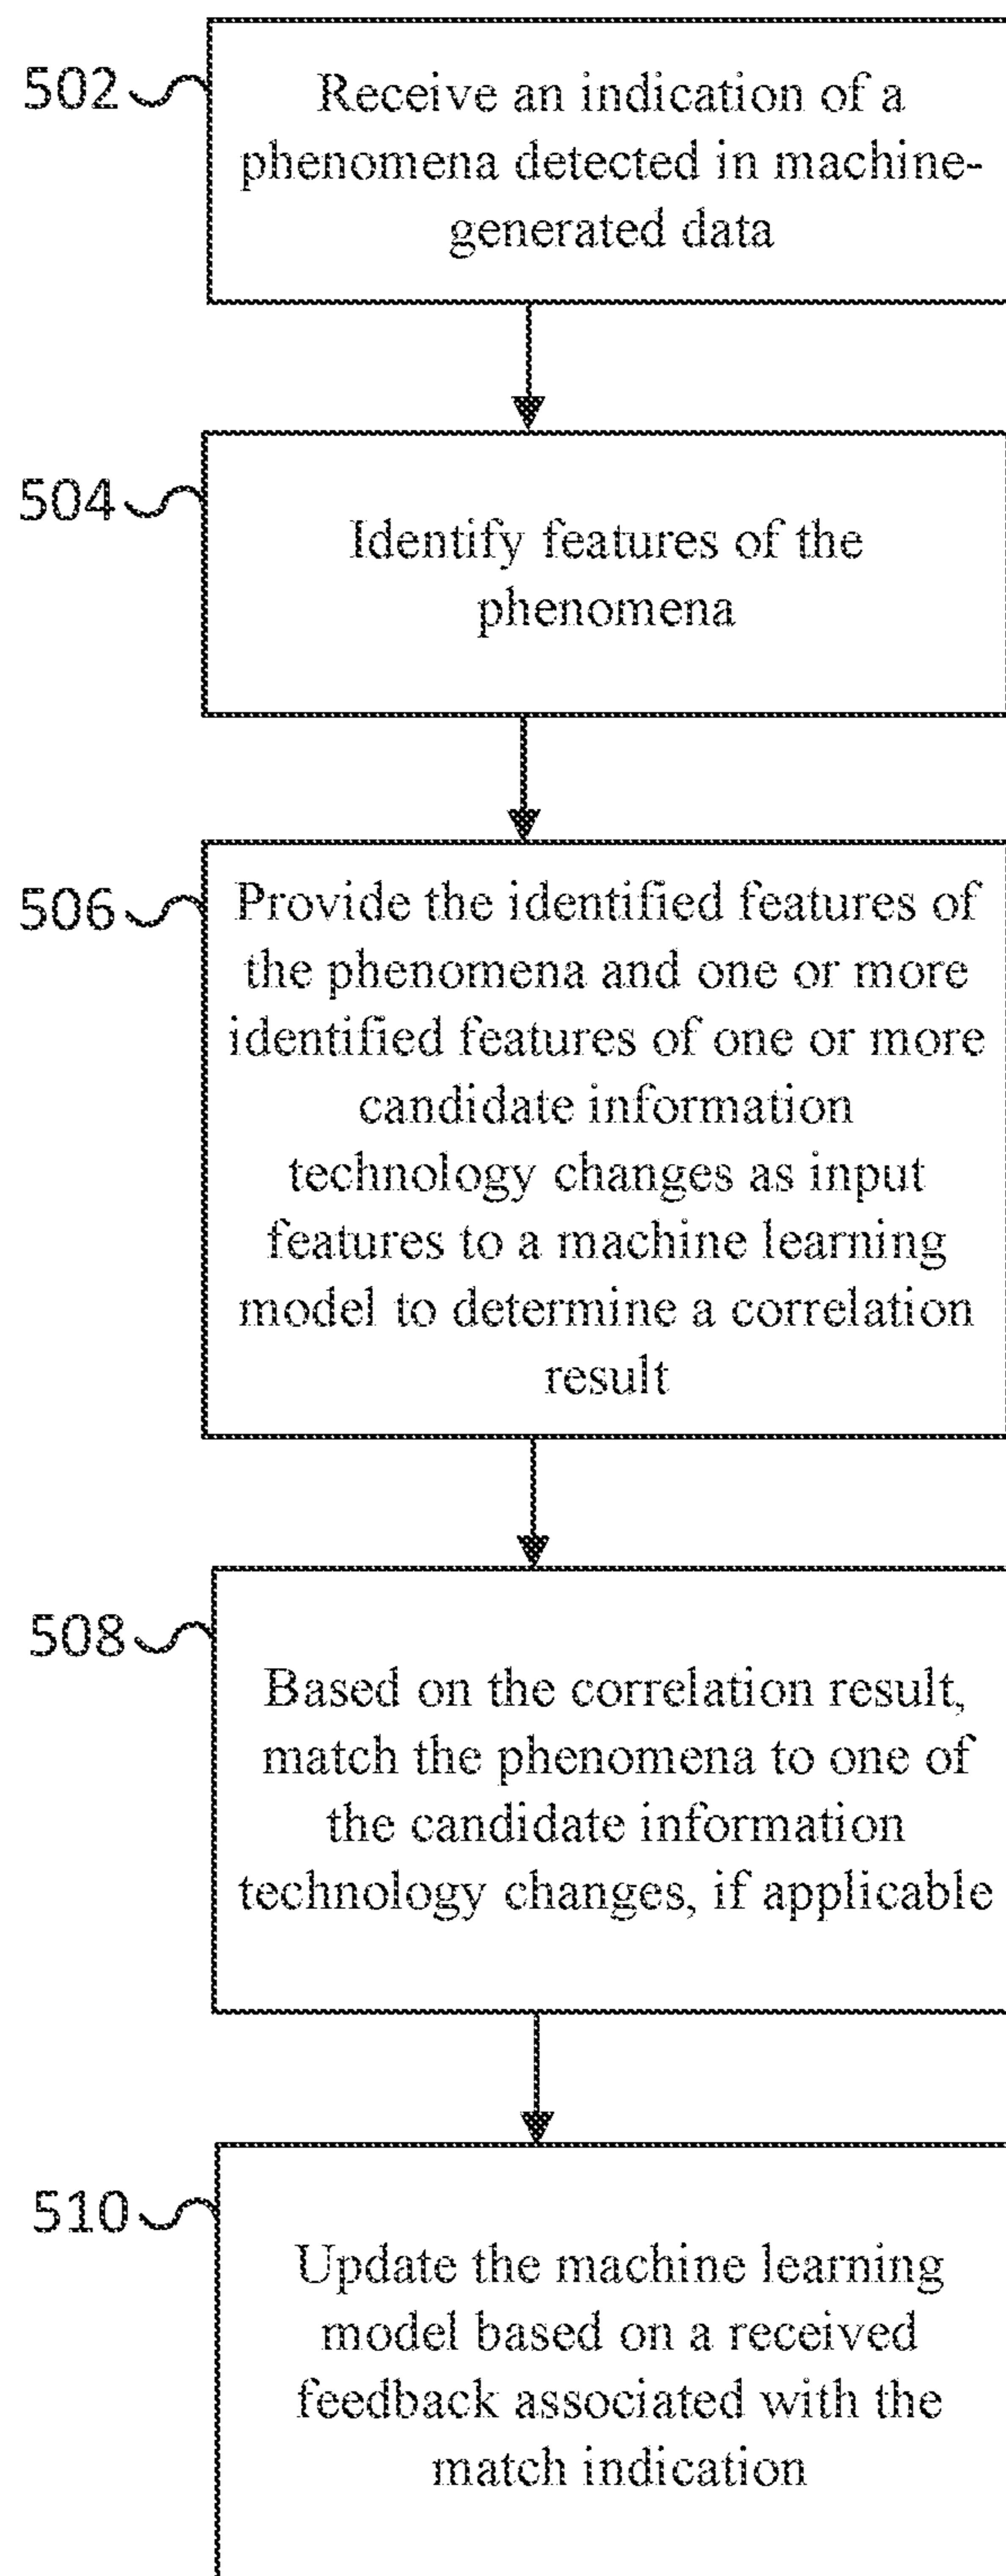 502
Receive an indication of a
phenomena detected in machine-
generated data
504
Identify features of the
phenomena
506
Provide the identified features of
the phenomena and one or more
identified features of one or more
candidate information
technology changes as input
features to a machine learning
model to determine a correlation
result
508
Based on the correlation result,
match the phenomena to one of
the candidate information
technology changes, if applicable
510
Update the machine learning
model based on a received
feedback associated with the
match indication